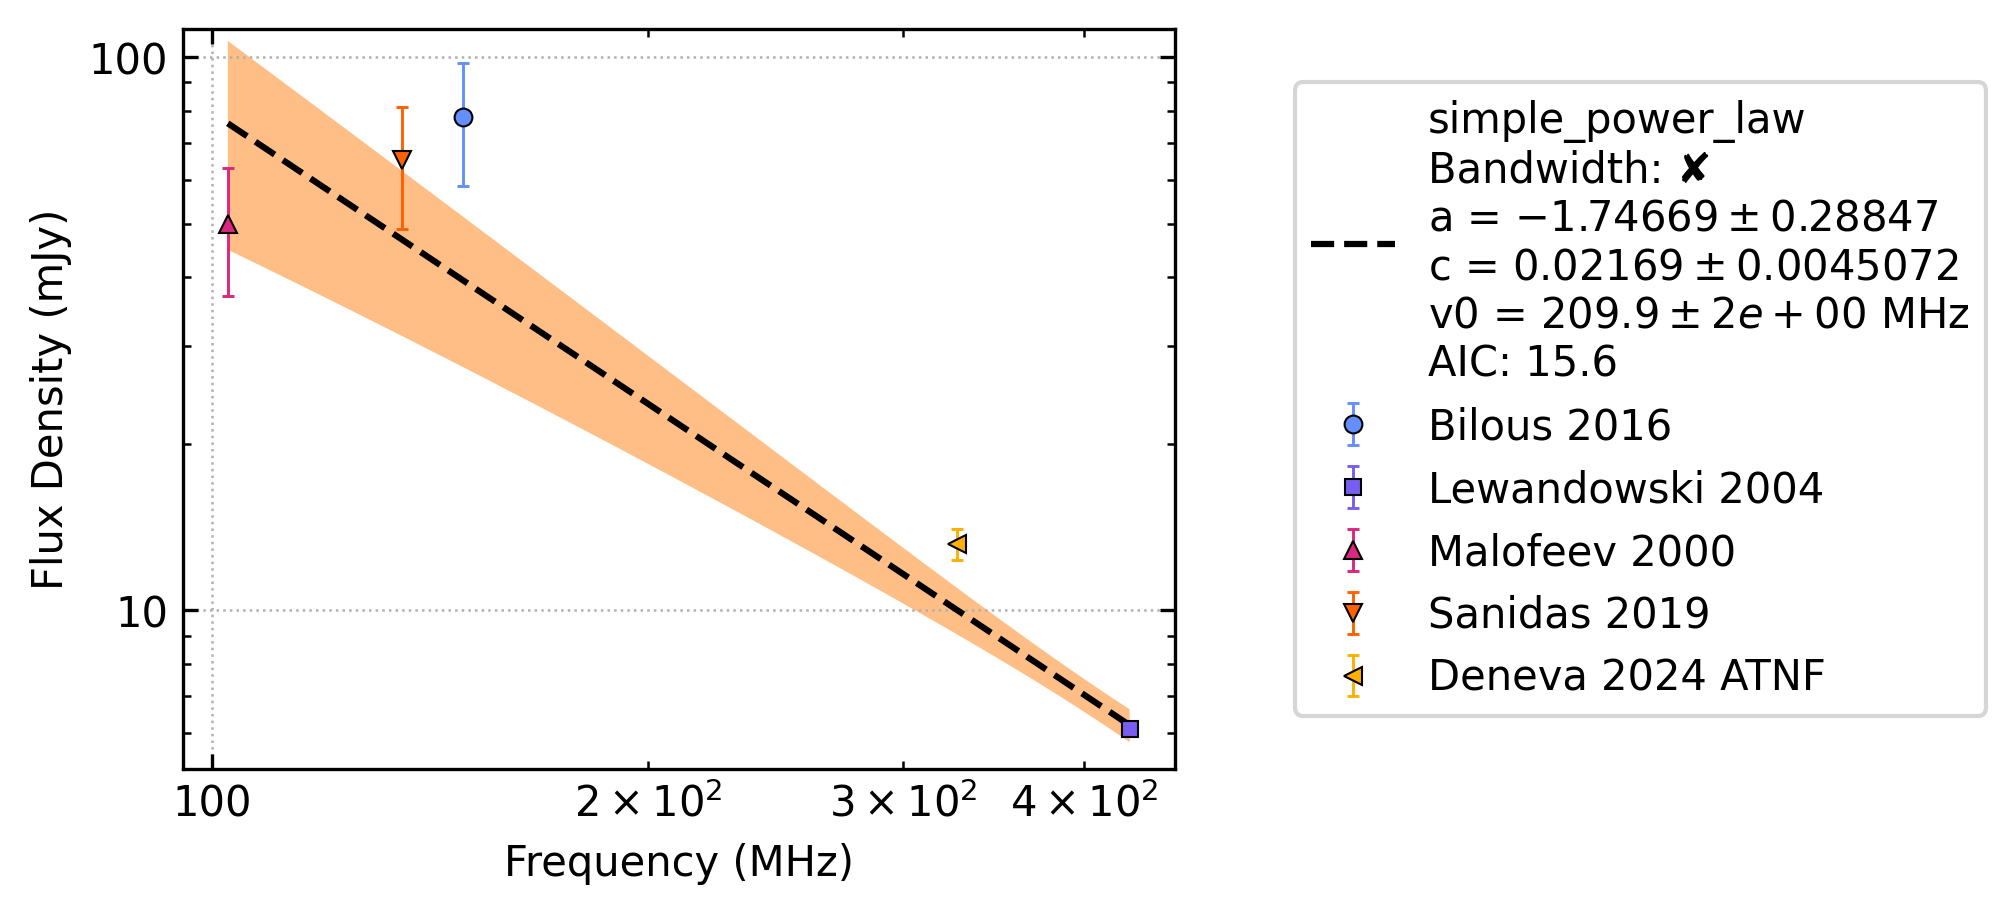 100
10
Flux Density (mJy)
100
2 × 10²
3 × 10²
4 × 10²
Frequency (MHz)
simple_power_law
Bandwidth: ✘
a = −1.74669 ± 0.28847
c = 0.02169 ± 0.0045072
v0 = 209.9 ± 2e + 00 MHz
AIC: 15.6
Bilous 2016
Lewandowski 2004
Malofeev 2000
Sanidas 2019
Deneva 2024 ATNF